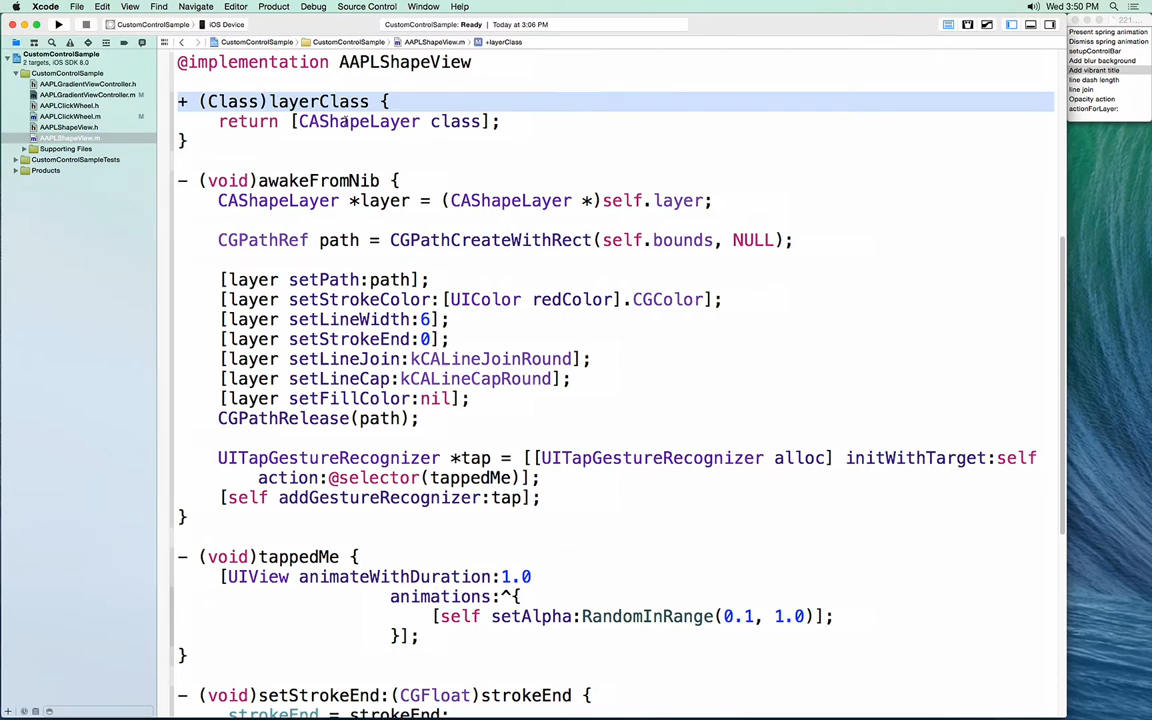 Xcode File Edit View Find Navigate Editor Product Debug Source Control Window Help
Wed 3:50 PM
CustomControlSample iOS Device
CustomControlSample: Ready Today at 3:06 PM
221...
CustomControlSample CustomControlSample AAPLShapeView.m +layerClass
CustomControlSample
2 targets, iOS SDK 8.0
CustomControlSample
AAPLGradientViewController.h
AAPLGradientViewController.m M
AAPLClickWheel.h
AAPLClickWheel.m M
AAPLShapeView.h
AAPLShapeView.m
Supporting Files
CustomControlSampleTests
Products
@implementation AAPLShapeView
+ (Class)layerClass {
return [CAShapeLayer class];
}
- (void)awakeFromNib {
CAShapeLayer *layer = (CAShapeLayer *)self.layer;
CGPathRef path = CGPathCreateWithRect(self.bounds, NULL);
[layer setPath:path];
[layer setStrokeColor:[UIColor redColor].CGColor];
[layer setLineWidth:6];
[layer setStrokeEnd:0];
[layer setLineJoin:kCALineJoinRound];
[layer setLineCap:kCALineCapRound];
[layer setFillColor:nil];
CGPathRelease(path);
UITapGestureRecognizer *tap = [[UITapGestureRecognizer alloc] initWithTarget:self
action:@selector(tappedMe)];
[self addGestureRecognizer:tap];
}
- (void)tappedMe {
[UIView animateWithDuration:1.0
animations:^{
[self setAlpha:RandomInRange(0.1, 1.0)];
}];
}
- (void)setStrokeEnd:(CGFloat)strokeEnd {
strokeEnd = strokeEnd;
Present spring animation
Dismiss spring animation
setupControlBar
Add blur background
Add vibrant title
line dash length
line join
Opacity action
actionForLayer: